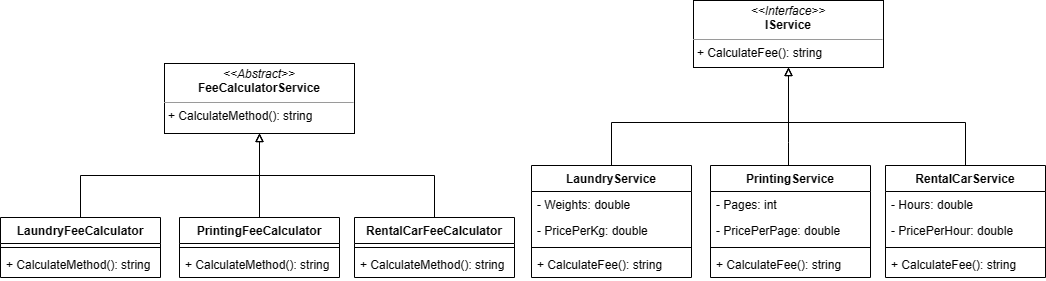 <<Interface>>
IService
+ CalculateFee(): string
<<Abstract>>
FeeCalculatorService
+ CalculateMethod(): string
LaundryFeeCalculator
+ CalculateMethod(): string
PrintingFeeCalculator
+ CalculateMethod(): string
RentalCarFeeCalculator
+ CalculateMethod(): string
LaundryService
- Weights: double
- PricePerKg: double
+ CalculateFee(): string
PrintingService
- Pages: int
- PricePerPage: double
+ CalculateFee(): string
RentalCarService
- Hours: double
- PricePerHour: double
+ CalculateFee(): string